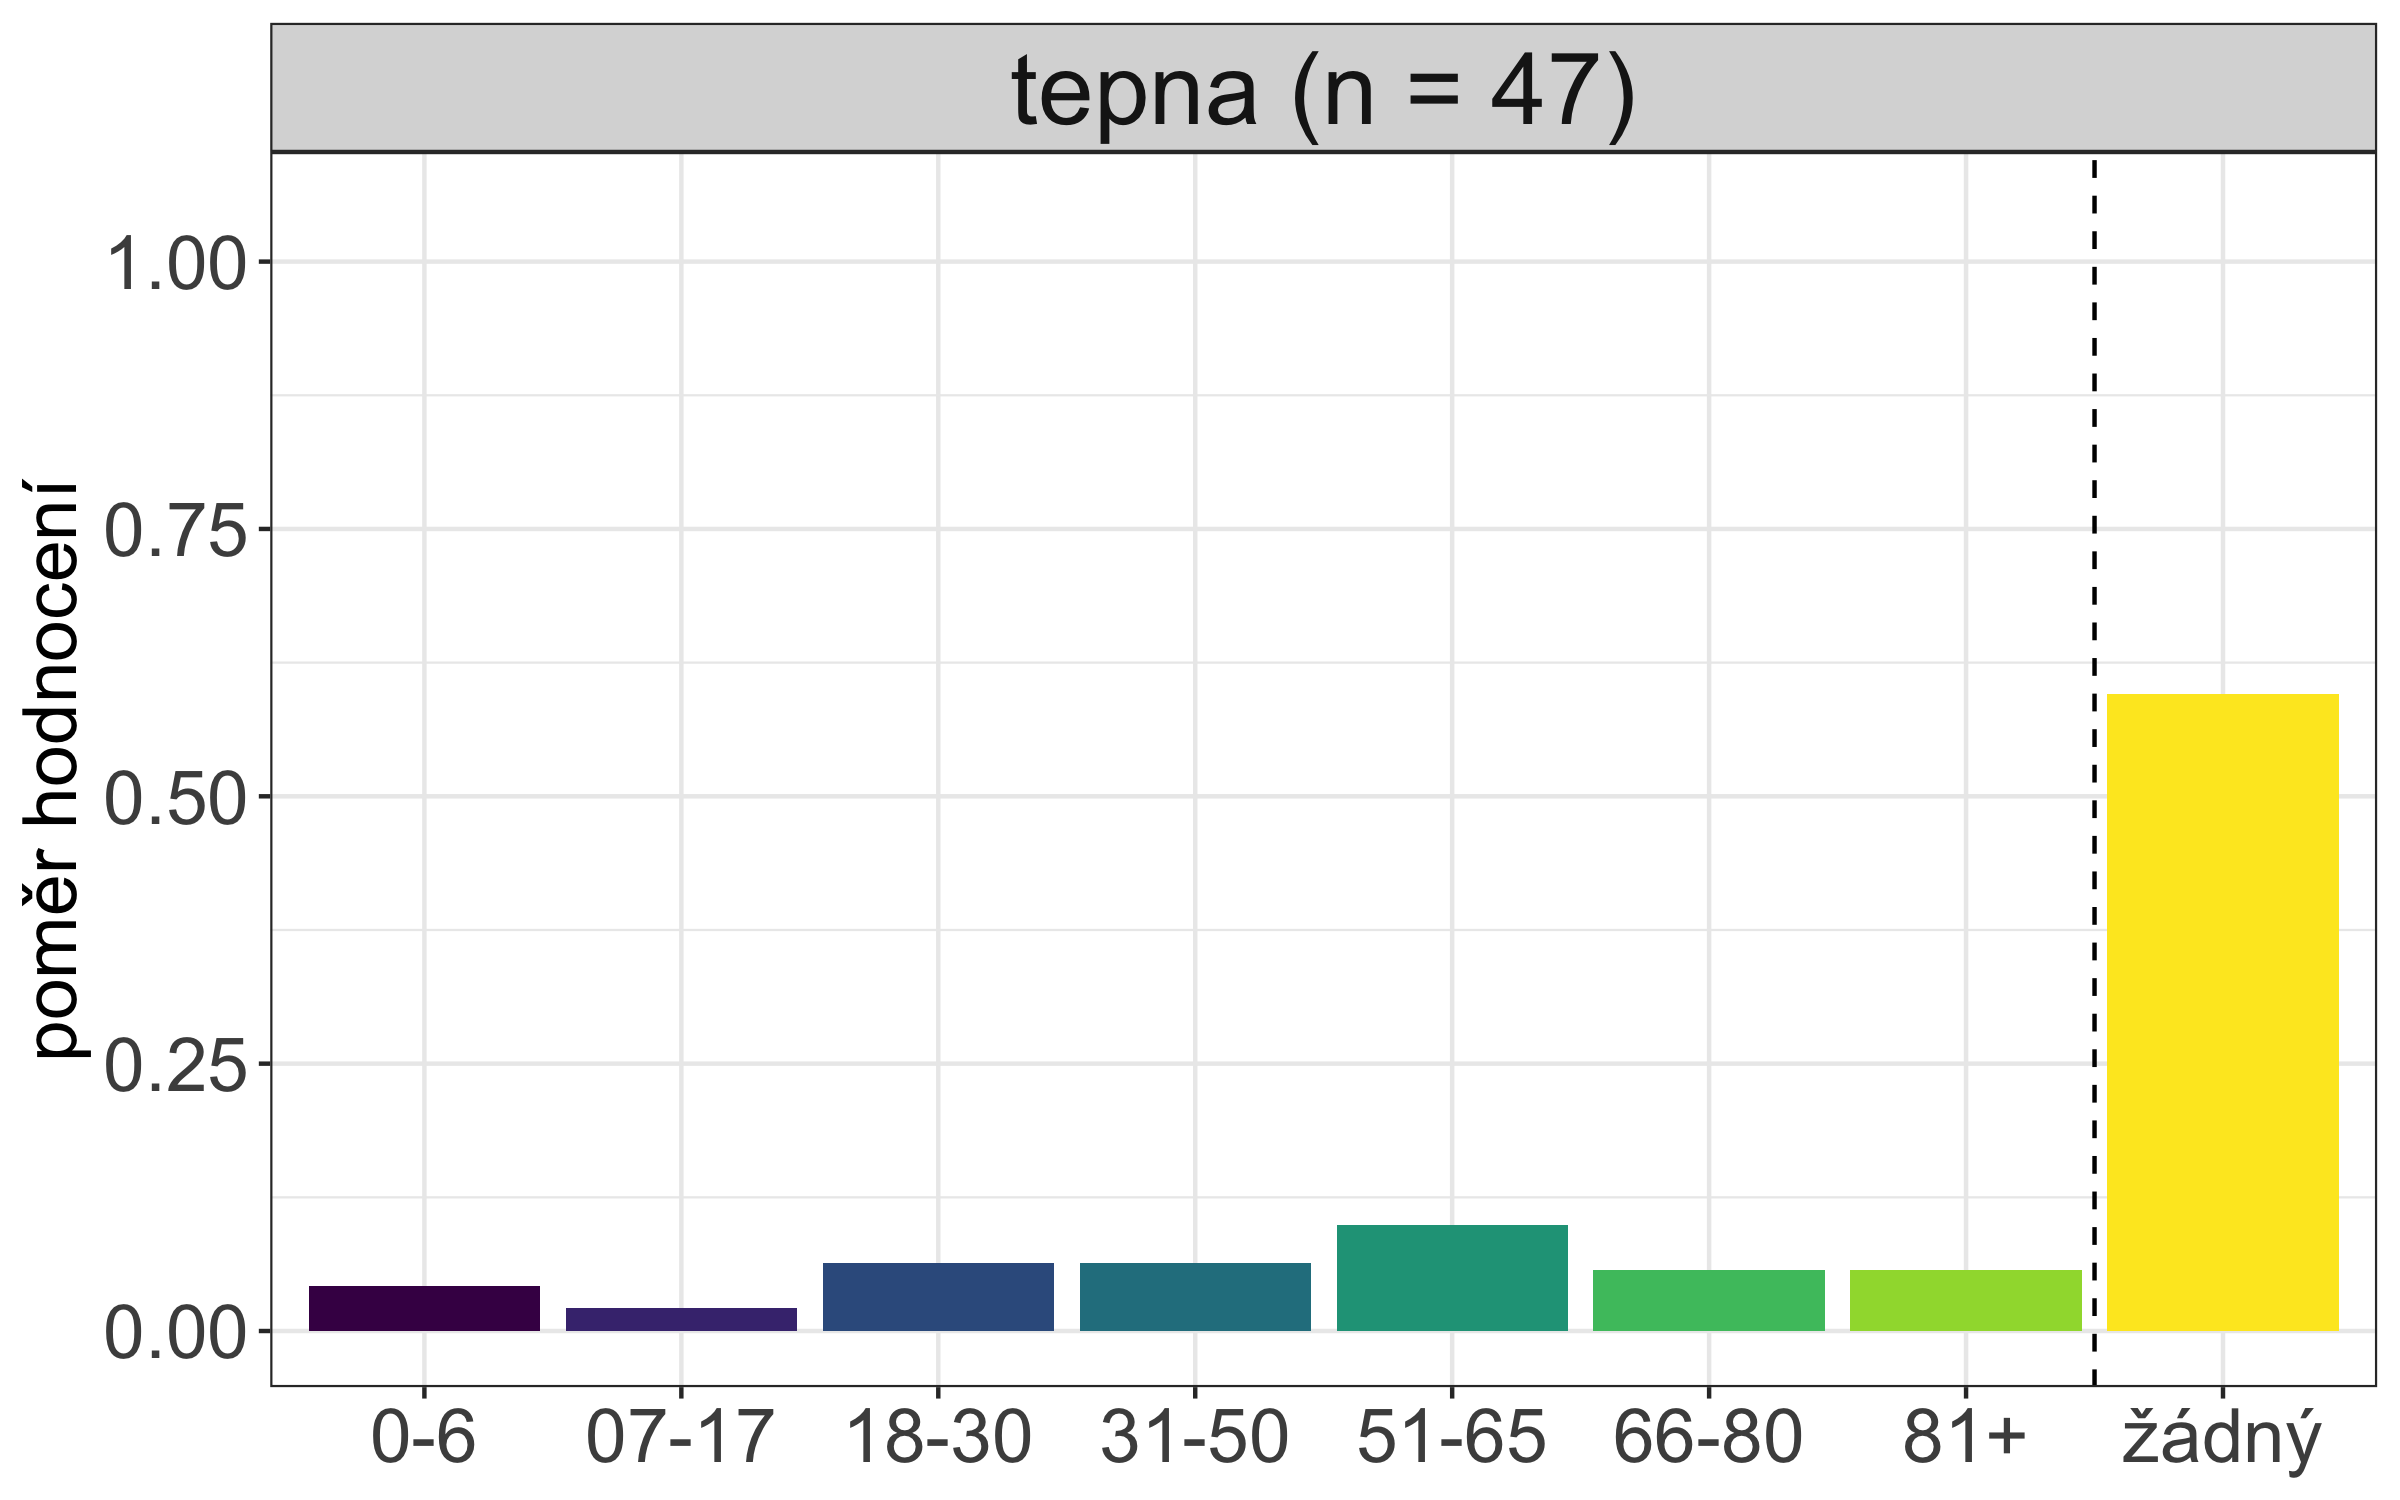 tepna (n = 47)
poměr hodnocení
1.00
0.75
0.50
0.25
0.00
0-6 07-17 18-30 31-50 51-65 66-80 81+ žádný